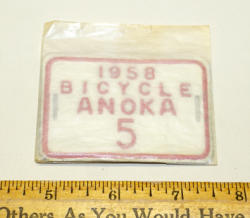 1958
BICYCLE
ANOKA
5
5 6 7 8
Others As You Would Have